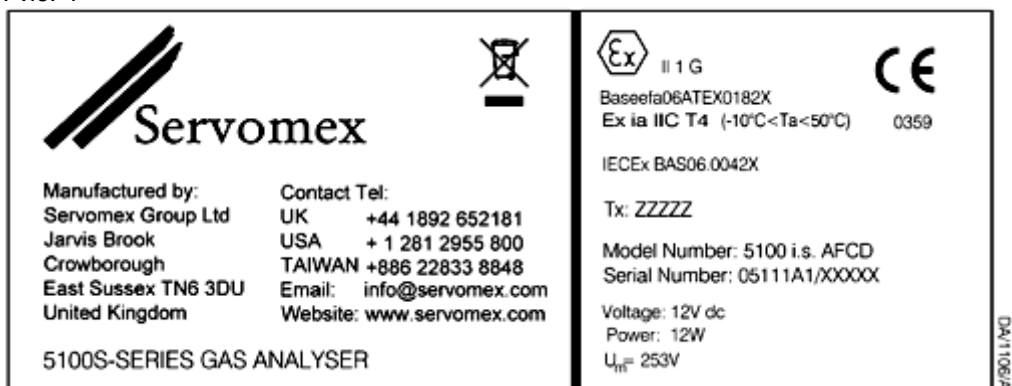 Servomex
Manufactured by:
Servomex Group Ltd
Jarvis Brook
Crowborough
East Sussex TN6 3DU
United Kingdom
Contact Tel:
UK +44 1892 652181
USA + 1 281 2955 800
TAIWAN +886 22833 8848
Email: info@servomex.com
Website: www.servomex.com
5100S-SERIES GAS ANALYSER
Ex II 1 G
Baseefa06ATEX0182X
Ex ia IIC T4 (-10°C<Ta<50°C)
CE
0359
IECEx BAS06.0042X
Tx: ZZZZZ
Model Number: 5100 i.s. AFCD
Serial Number: 05111A1/XXXXX
Voltage: 12V dc
Power: 12W
Um= 253V
DA/1106/A